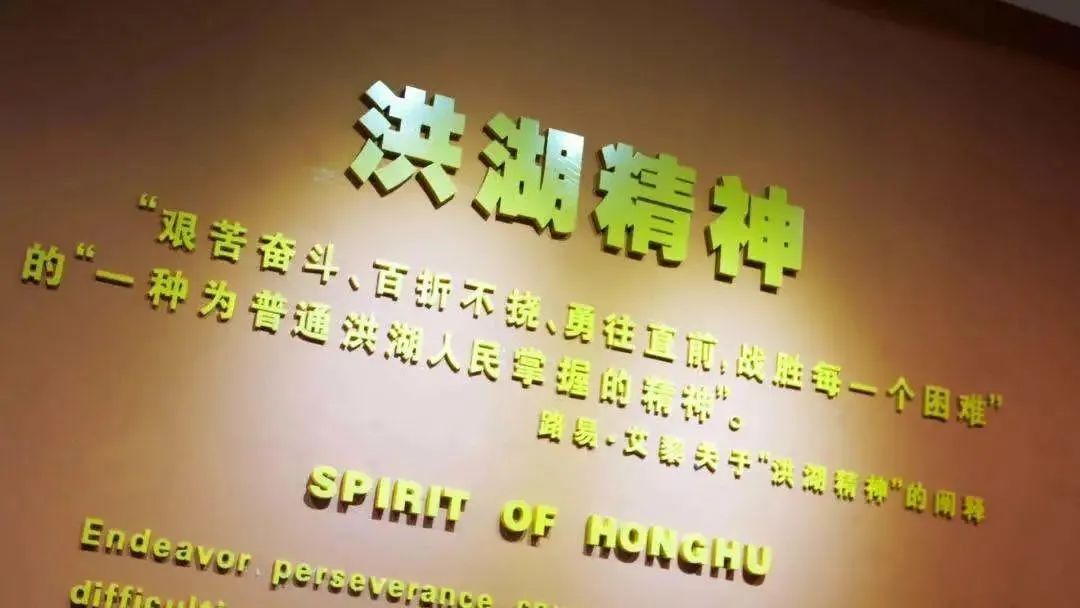 洪湖精神
“艰苦奋斗、百折不挠、勇往直前，战胜每一个困难”
的“一种为普通洪湖人民掌握的精神”。
路易·艾黎关于“洪湖精神”的阐释
SPIRIT OF HONGHU
Endeavor, perseverance